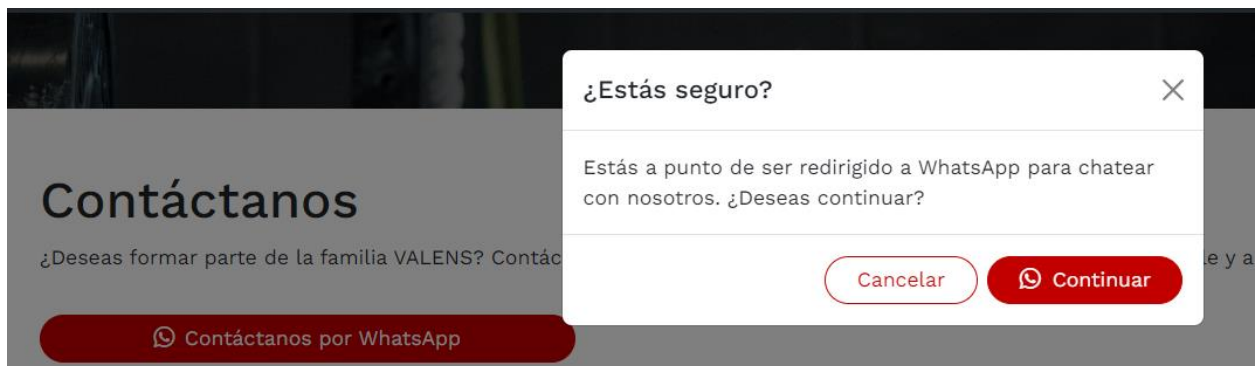 ¿Estás seguro?
Estás a punto de ser redirigido a WhatsApp para chatear
con nosotros. ¿Deseas continuar?
Cancelar
Continuar
Contáctanos
¿Deseas formar parte de la familia VALENS?
Contáctanos por WhatsApp